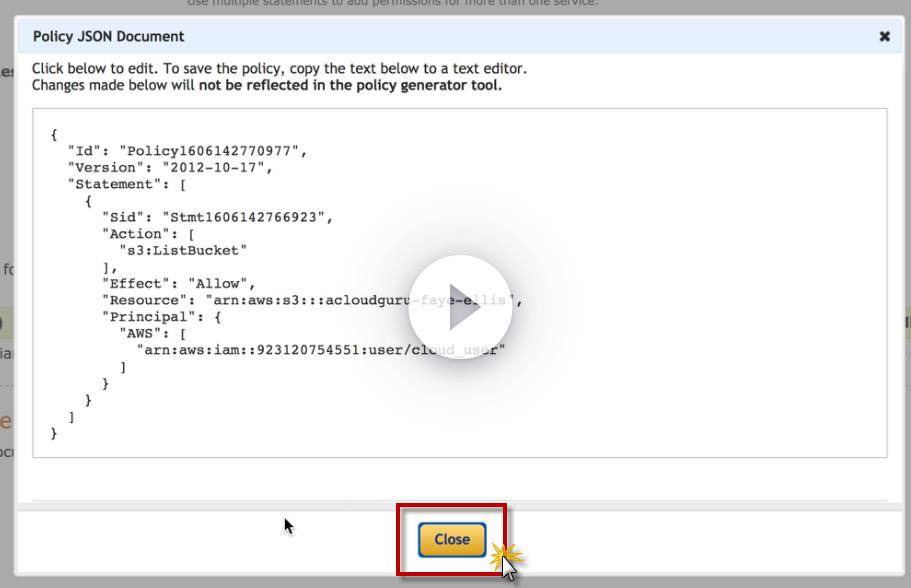 Use multiple statements to add permissions for more than one service.
Policy JSON Document
Click below to edit. To save the policy, copy the text below to a text editor.
Changes made below will not be reflected in the policy generator tool.
{
"Id": "Policy1606142770977",
"Version": "2012-10-17",
"Statement": [
{
"Sid": "Stmt1606142766923",
"Action": [
"s3:ListBucket"
],
"Effect": "Allow",
"Resource": "arn:aws:s3:::acloudguru-faye-ellis",
"Principal": {
"AWS": [
"arn:aws:iam::923120754551:user/cloud_user"
]
}
}
]
}
Close